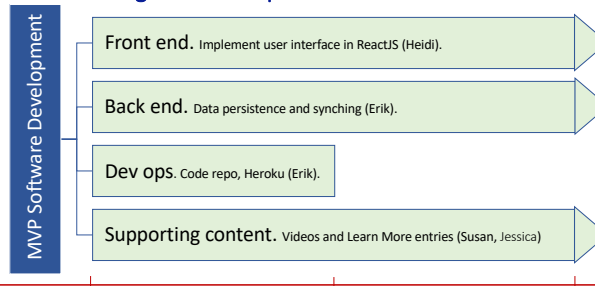 MVP Software Development
Front end. Implement user interface in ReactJS (Heidi).
Back end. Data persistence and synching (Erik).
Dev ops. Code repo, Heroku (Erik).
Supporting content. Videos and Learn More entries (Susan, Jessica)